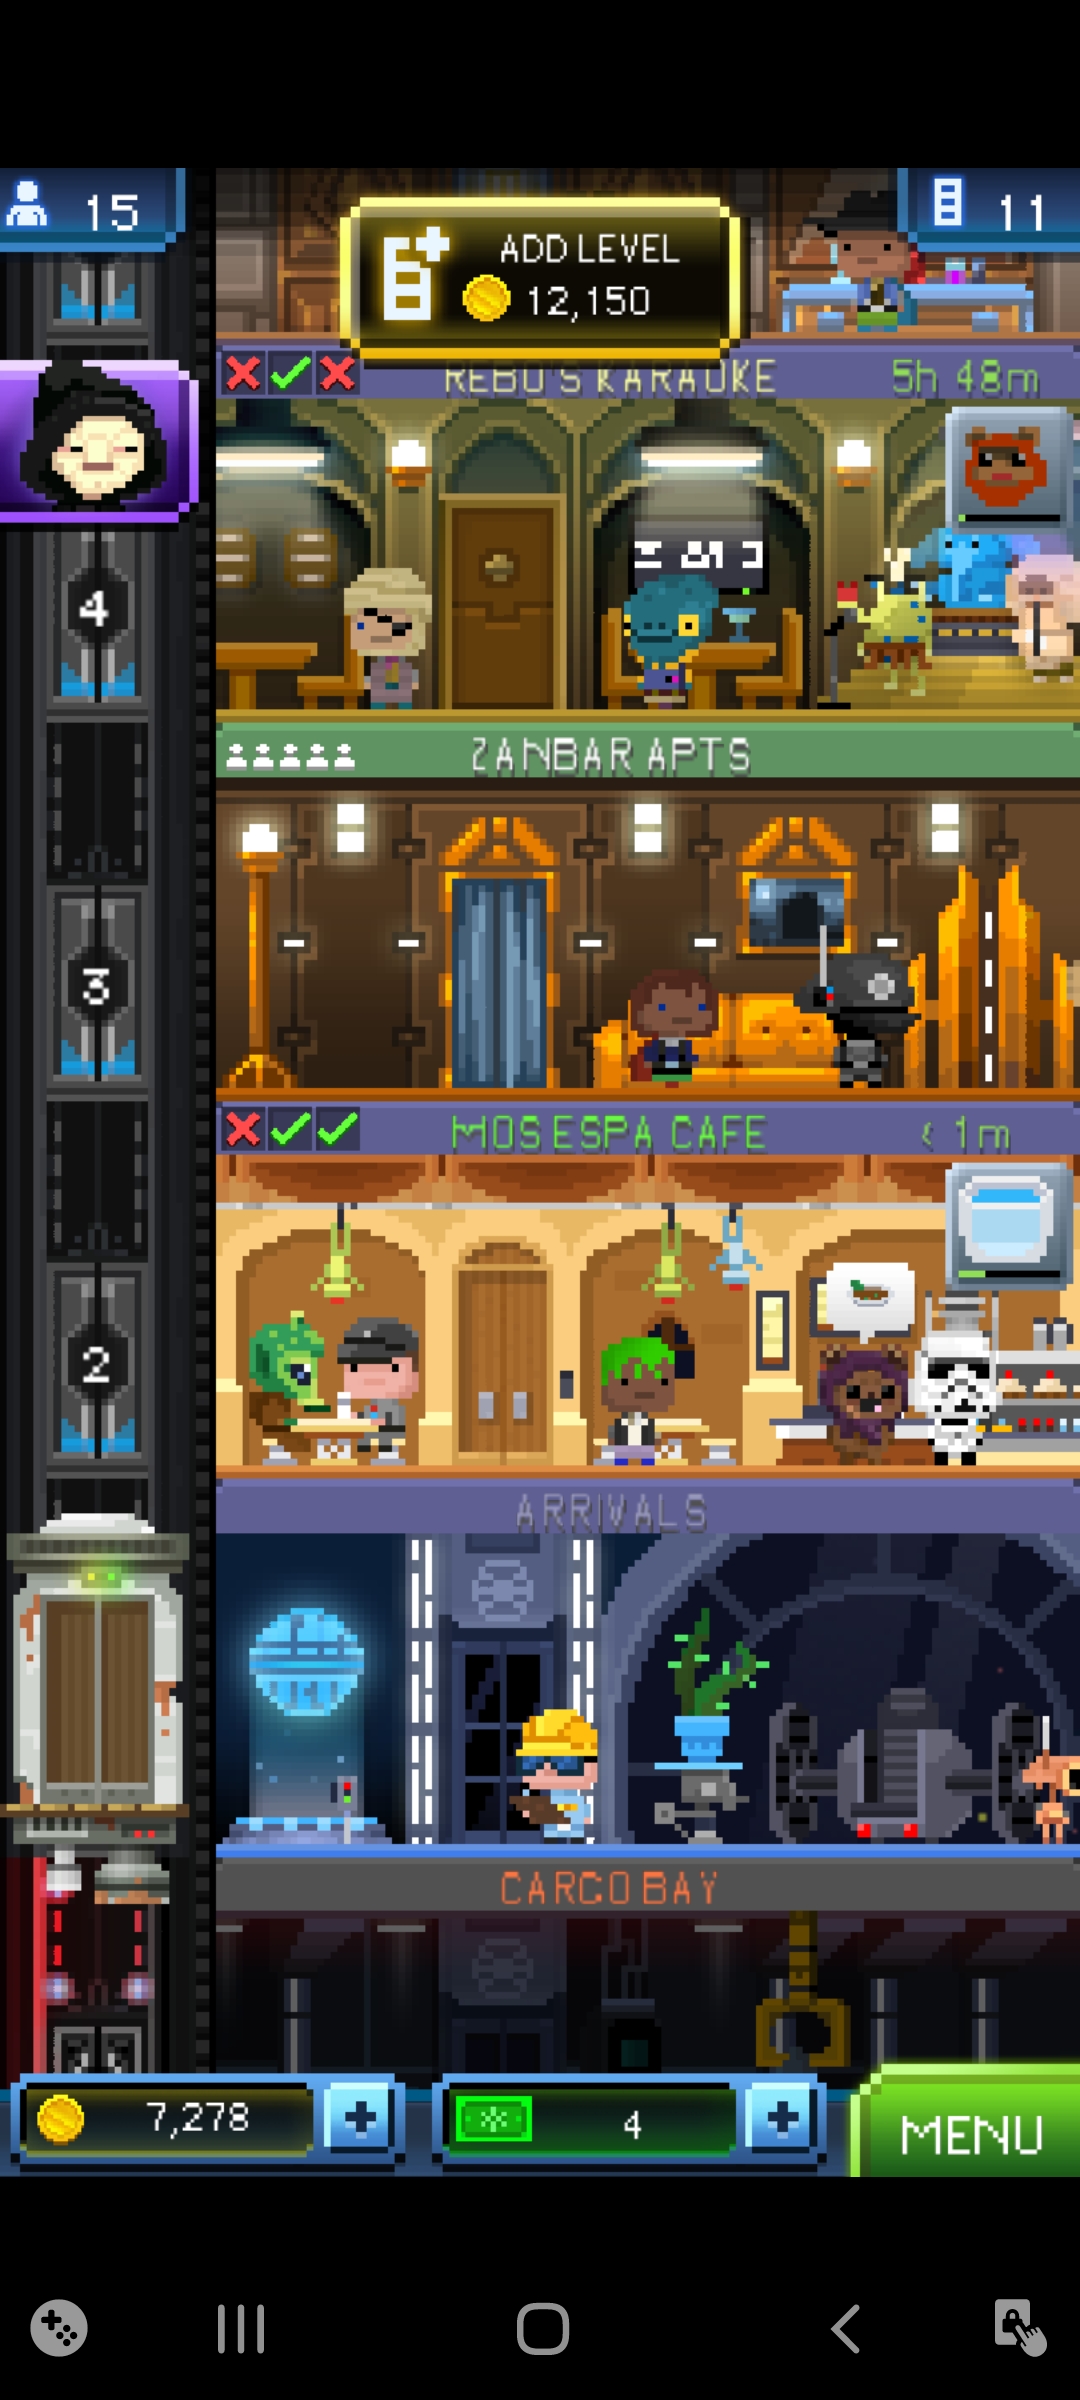 15
ADD LEVEL
12,150
11
REBO'S KARAOKE
5h 48m
4
ZANBAR APTS
3
MOS ESPA CAFE
< 1m
2
ARRIVALS
CARGO BAY
7,278
4
MENU